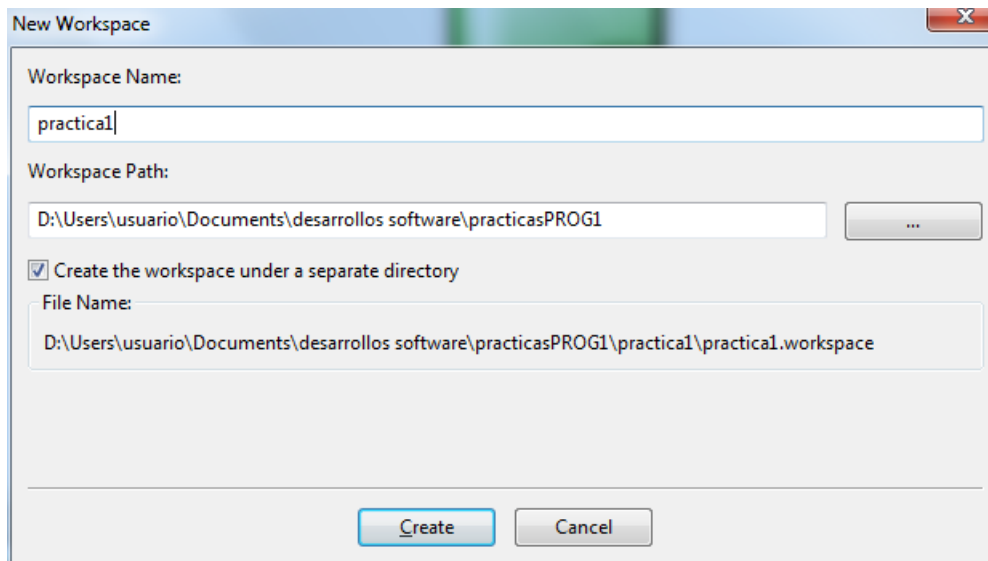 New Workspace
Workspace Name:
practica1
Workspace Path:
D:\Users\usuario\Documents\desarrollos software\practicasPROG1
...
Create the workspace under a separate directory
File Name:
D:\Users\usuario\Documents\desarrollos software\practicasPROG1\practica1\practica1.workspace
Create
Cancel